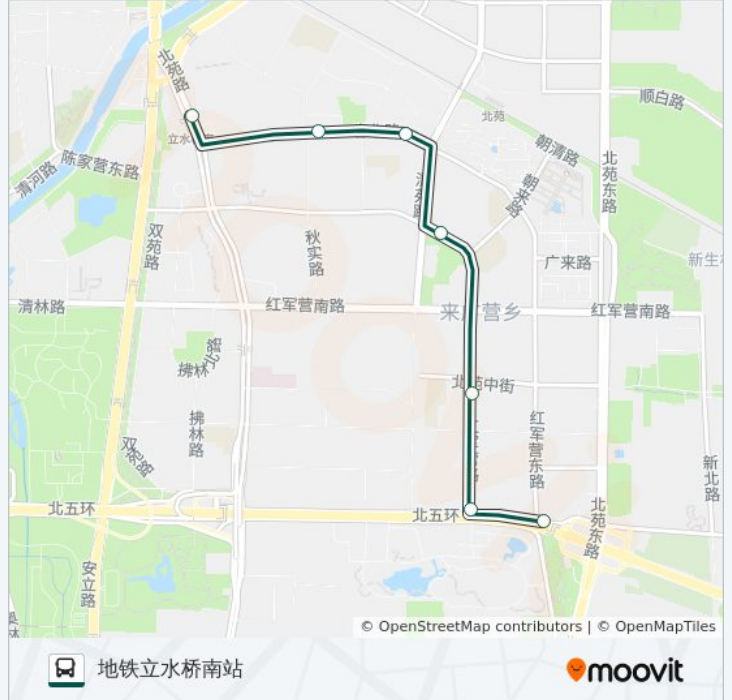 北苑路
顺白路
北苑
朝清路
陈家营东路
清河路
北苑东路
朝来路
双苑路
秋实路
广来路
新生村
清林路
红军营南路
来广营乡
红军营南路
拂林北路
北苑中街
拂林路
红军营东路
双苑路
新北路
北五环
北五环
北苑东路
安立路
奥林
© OpenStreetMap contributors | © OpenMapTiles
地铁立水桥南站
moovit